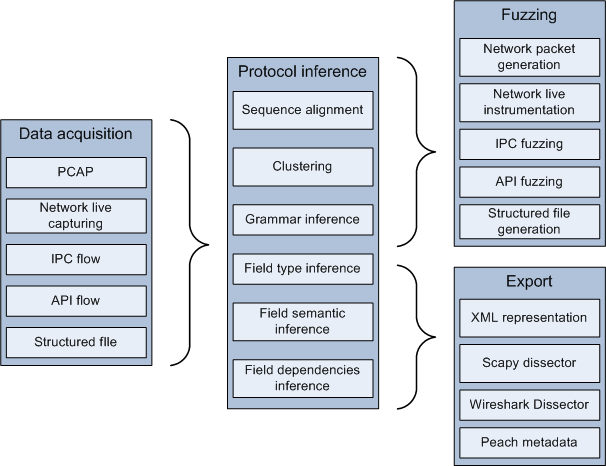 Data acquisition
PCAP
Network live
capturing
IPC flow
API flow
Structured file
Protocol inference
Sequence alignment
Clustering
Grammar inference
Field type inference
Field semantic
inference
Field dependencies
inference
Fuzzing
Network packet
generation
Network live
instrumentation
IPC fuzzing
API fuzzing
Structured file
generation
Export
XML representation
Scapy dissector
Wireshark Dissector
Peach metadata